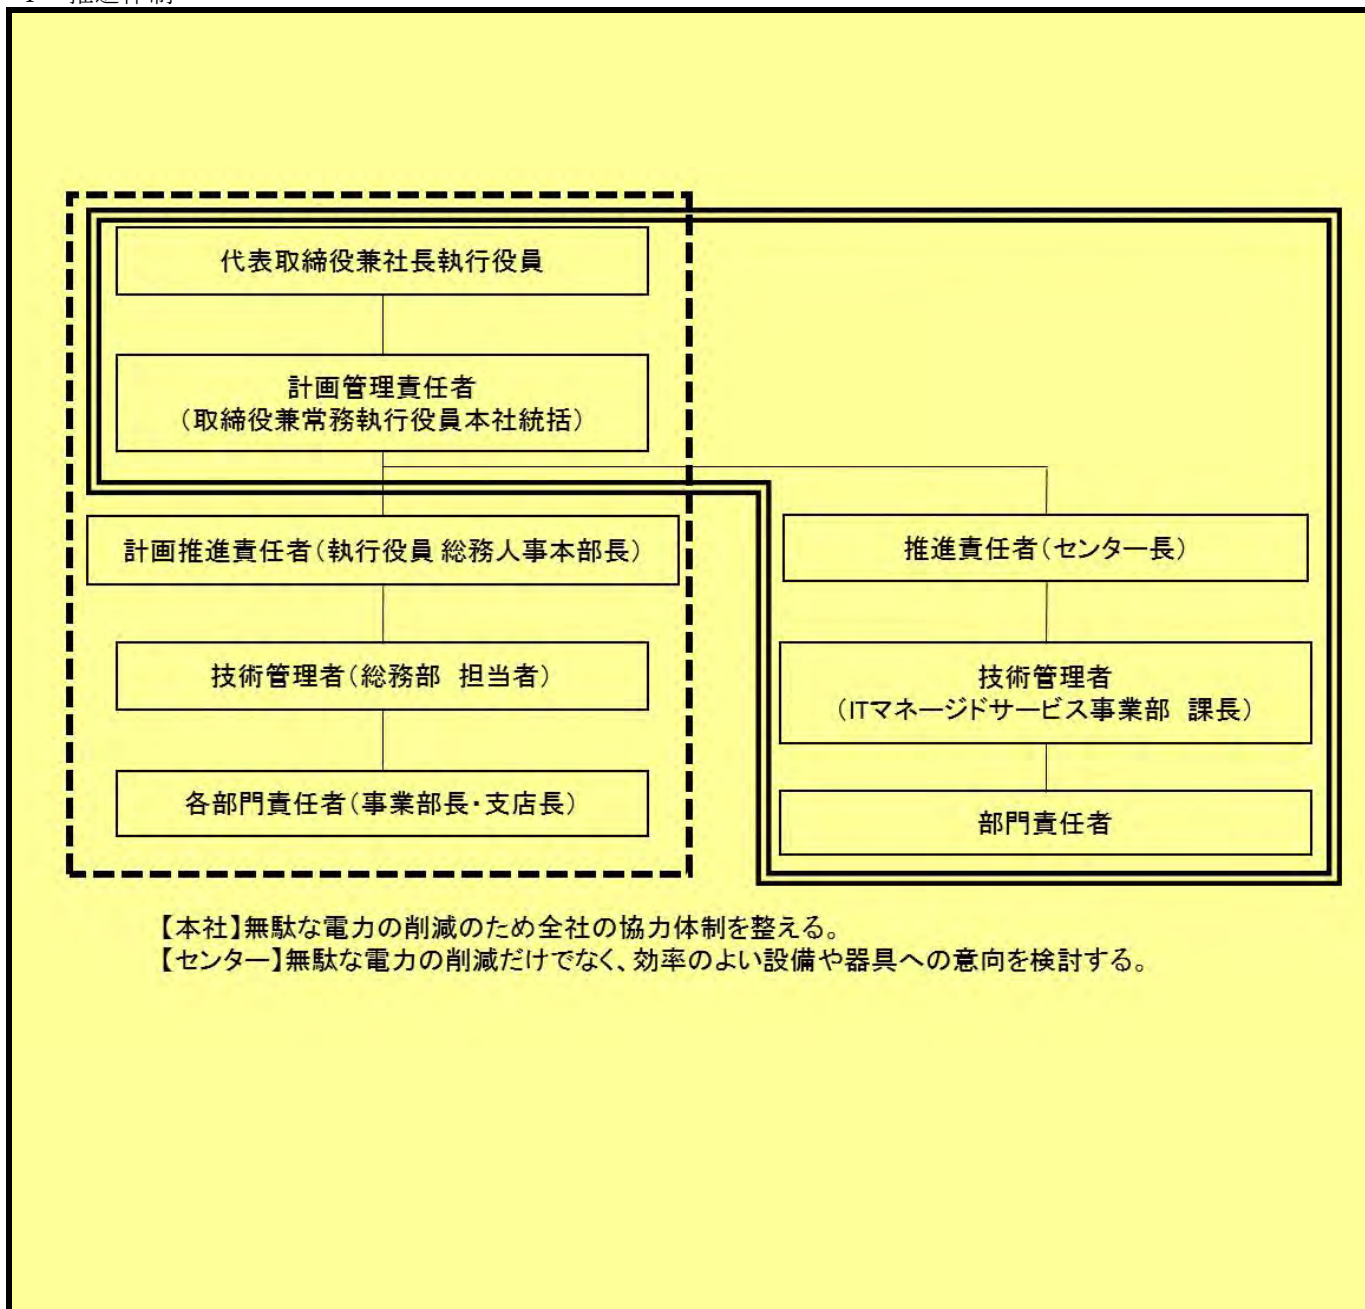 代表取締役兼社長執行役員
計画管理責任者
(取締役兼常務執行役員本社統括)
計画推進責任者(執行役員 総務人事本部長)
技術管理者(総務部 担当者)
各部門責任者(事業部長・支店長)
推進責任者(センター長)
技術管理者
(ITマネージドサービス事業部 課長)
部門責任者
【本社】無駄な電力の削減のため全社の協力体制を整える。
【センター】無駄な電力の削減だけでなく、効率のよい設備や器具への意向を検討する。